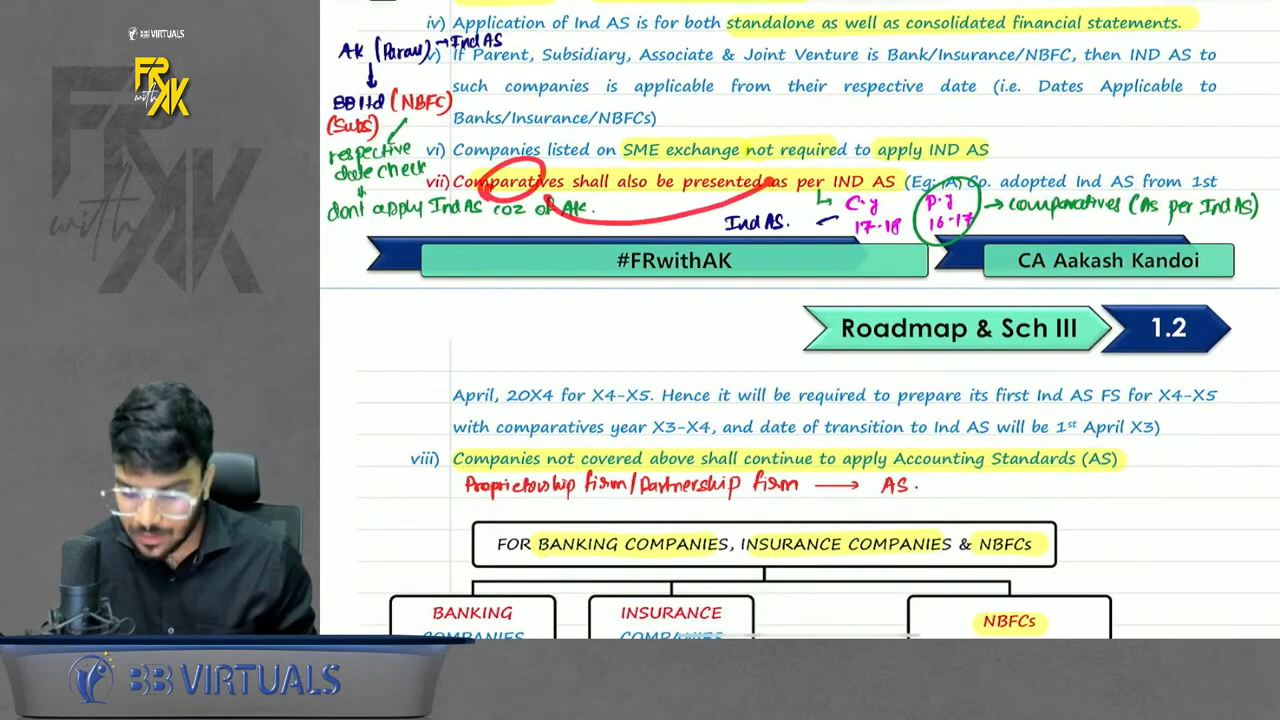 BB VIRTUALS
FR with AK
FR with AK
iv) Application of Ind AS is for both standalone as well as consolidated financial statements.
AK (Parent) → Ind AS
v) If Parent, Subsidiary, Associate & Joint Venture is Bank/Insurance/NBFC, then IND AS to
such companies is applicable from their respective date (i.e. Dates Applicable to
BB ltd (NBFC)
Banks/Insurance/NBFCs)
(Subs)
respective
date check
vi) Companies listed on SME exchange not required to apply IND AS
vii) Comparatives shall also be presented as per IND AS (Eg: A) Co. adopted Ind AS from 1st
don't apply Ind AS coz of AK.
C.y P.y → comparatives (As per Ind AS)
Ind AS. ← 17-18 16-17
#FRwithAK CA Aakash Kandoi
Roadmap & Sch III 1.2
April, 20X4 for X4-X5. Hence it will be required to prepare its first Ind AS FS for X4-X5
with comparatives year X3-X4, and date of transition to Ind AS will be 1st April X3)
viii) Companies not covered above shall continue to apply Accounting Standards (AS)
Proprietorship firm/Partnership firm → AS.
FOR BANKING COMPANIES, INSURANCE COMPANIES & NBFCs
BANKING INSURANCE NBFCs
COMPANIES COMPANIES
BB VIRTUALS